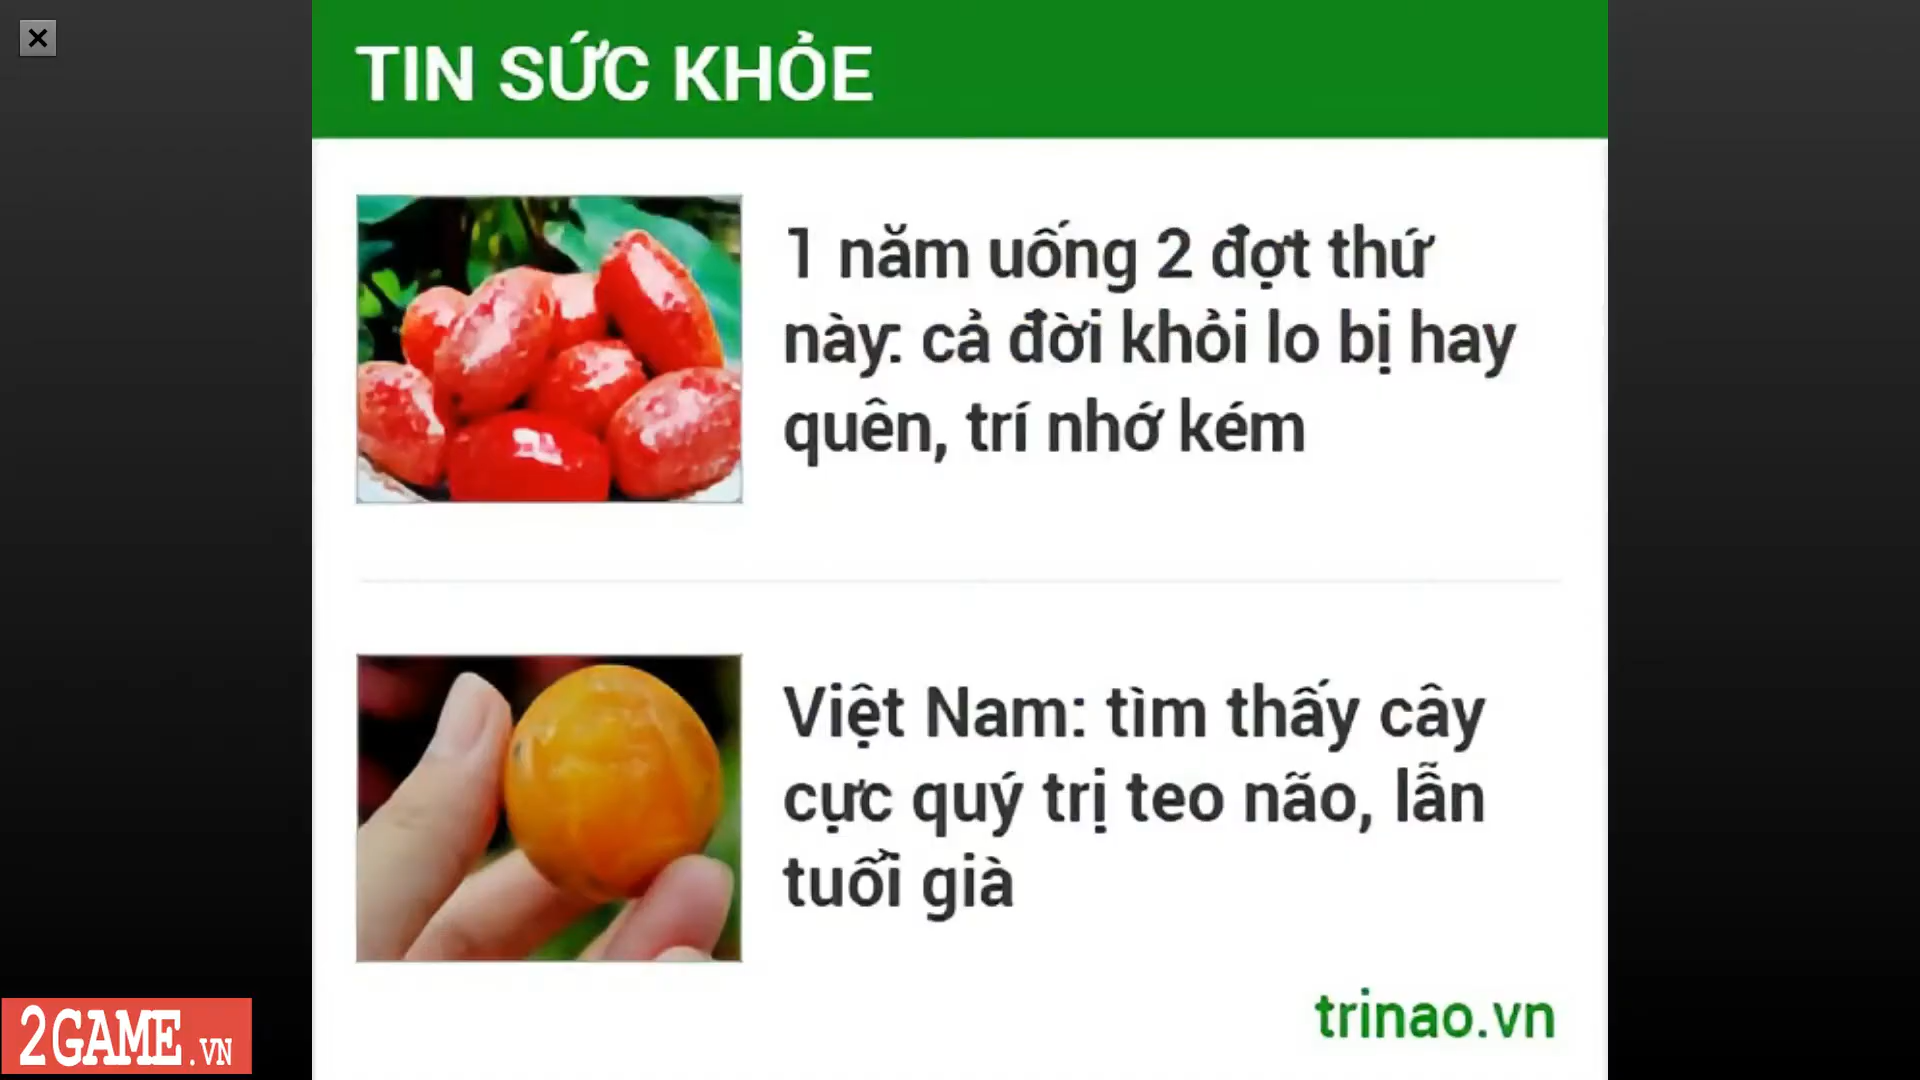 TIN SỨC KHỎE
1 năm uống 2 đợt thứ
này: cả đời khỏi lo bị hay
quên, trí nhớ kém
Việt Nam: tìm thấy cây
cực quý trị teo não, lẫn
tuổi già
trinao.vn
2GAME.VN